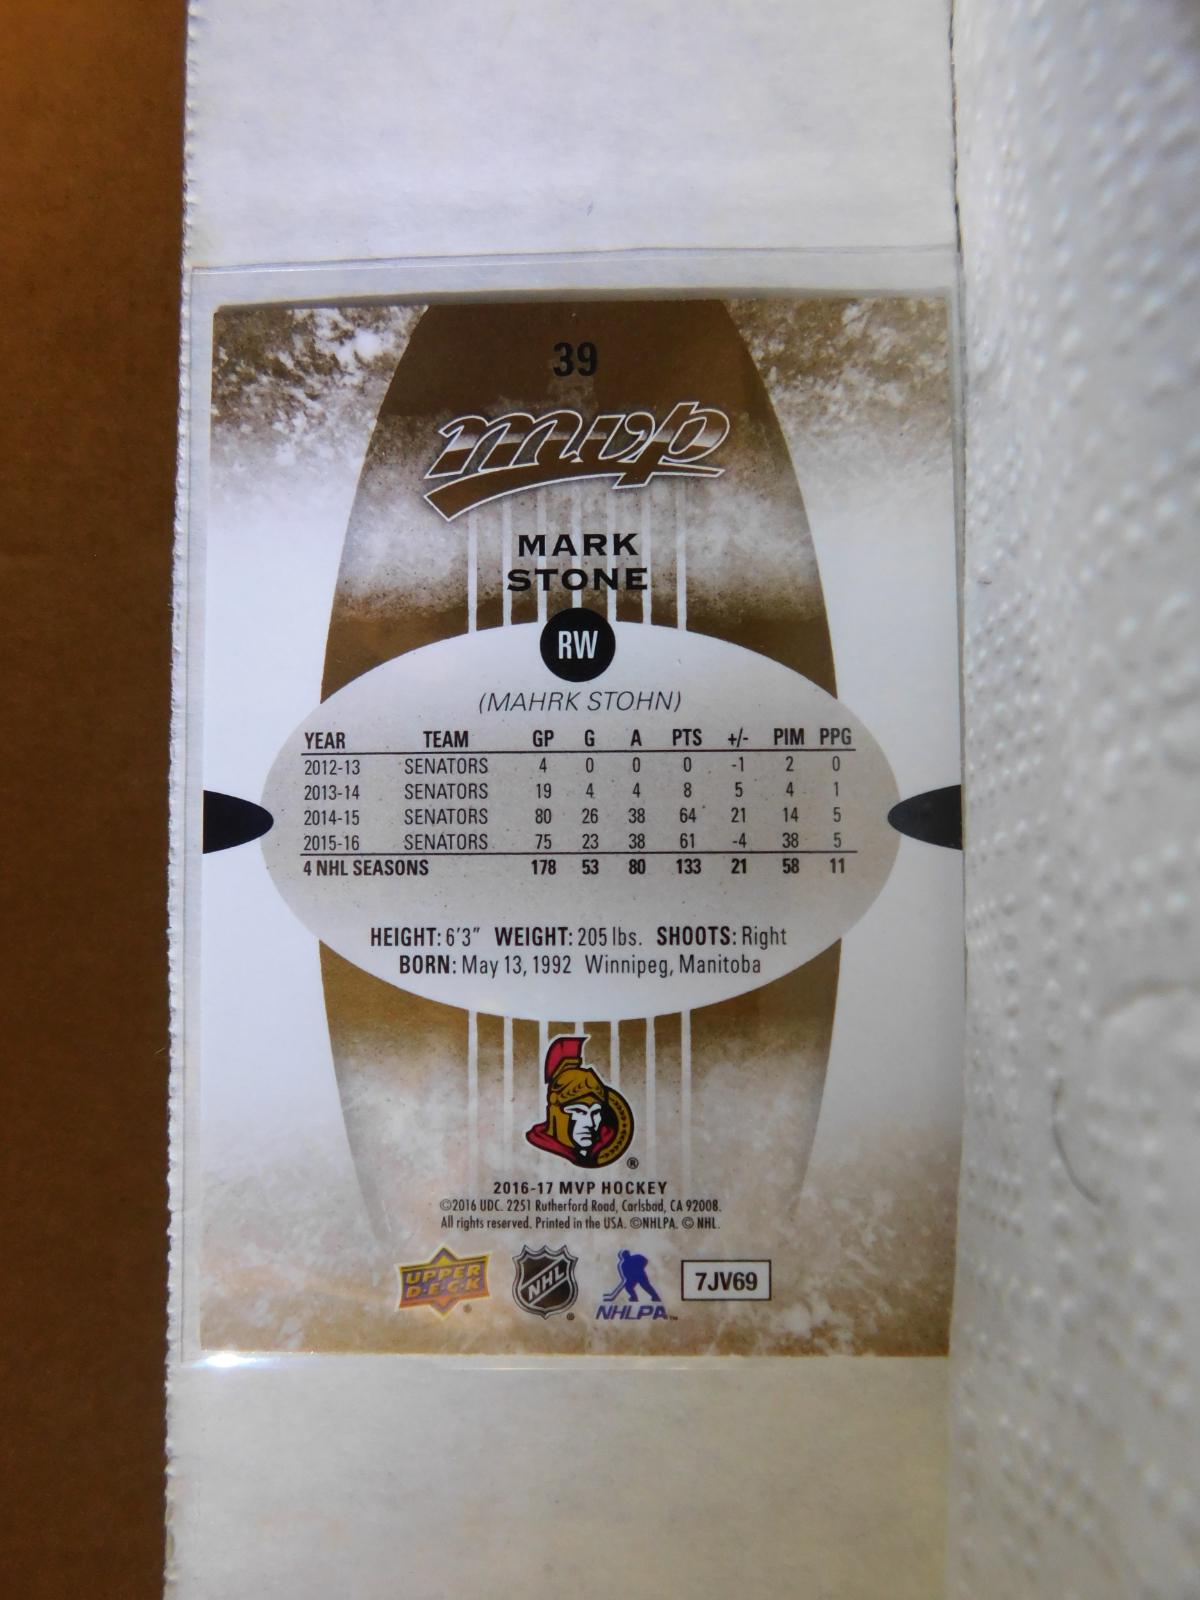 39
mvp
MARK
STONE
RW
(MAHRK STOHN)
YEAR TEAM GP G A PTS +/- PIM PPG
2012-13 SENATORS 4 0 0 0 -1 2 0
2013-14 SENATORS 19 4 4 8 5 4 1
2014-15 SENATORS 80 26 38 64 21 14 5
2015-16 SENATORS 75 23 38 61 -4 38 5
4 NHL SEASONS 178 53 80 133 21 58 11
HEIGHT: 6'3" WEIGHT: 205 lbs. SHOOTS: Right
BORN: May 13, 1992 Winnipeg, Manitoba
®
2016-17 MVP HOCKEY
©2016 UDC. 2251 Rutherford Road, Carlsbad, CA 92008.
All rights reserved. Printed in the USA. ©NHLPA. © NHL.
UPPER DECK ® NHL ® NHLPA™ 7JV69